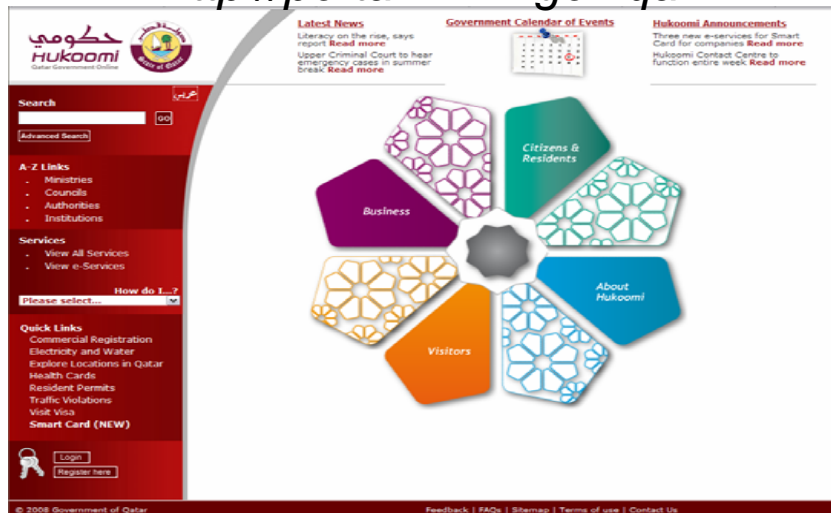 Latest News
Literacy on the rise, says
report Read more
Upper Criminal Court to hear
emergency cases in summer
break Read more
Government Calendar of Events
Hukoomi Announcements
Three new e-services for Smart
Card for companies Read more
Hukoomi Contact Centre to
function entire week Read more
حكومي
HUKOOMI
Qatar Government Online
State of Qatar
عربي
Search
GO
Advanced Search
A-Z Links
. Ministries
. Councils
. Authorities
. Institutions
Services
. View All Services
. View e-Services
How do I...?
Please select...
Quick Links
Commercial Registration
Electricity and Water
Explore Locations in Qatar
Health Cards
Resident Permits
Traffic Violations
Visit Visa
Smart Card (NEW)
Login
Register here
Citizens &
Residents
Business
About
Hukoomi
Visitors
© 2008 Government of Qatar
Feedback | FAQs | Sitemap | Terms of use | Contact Us